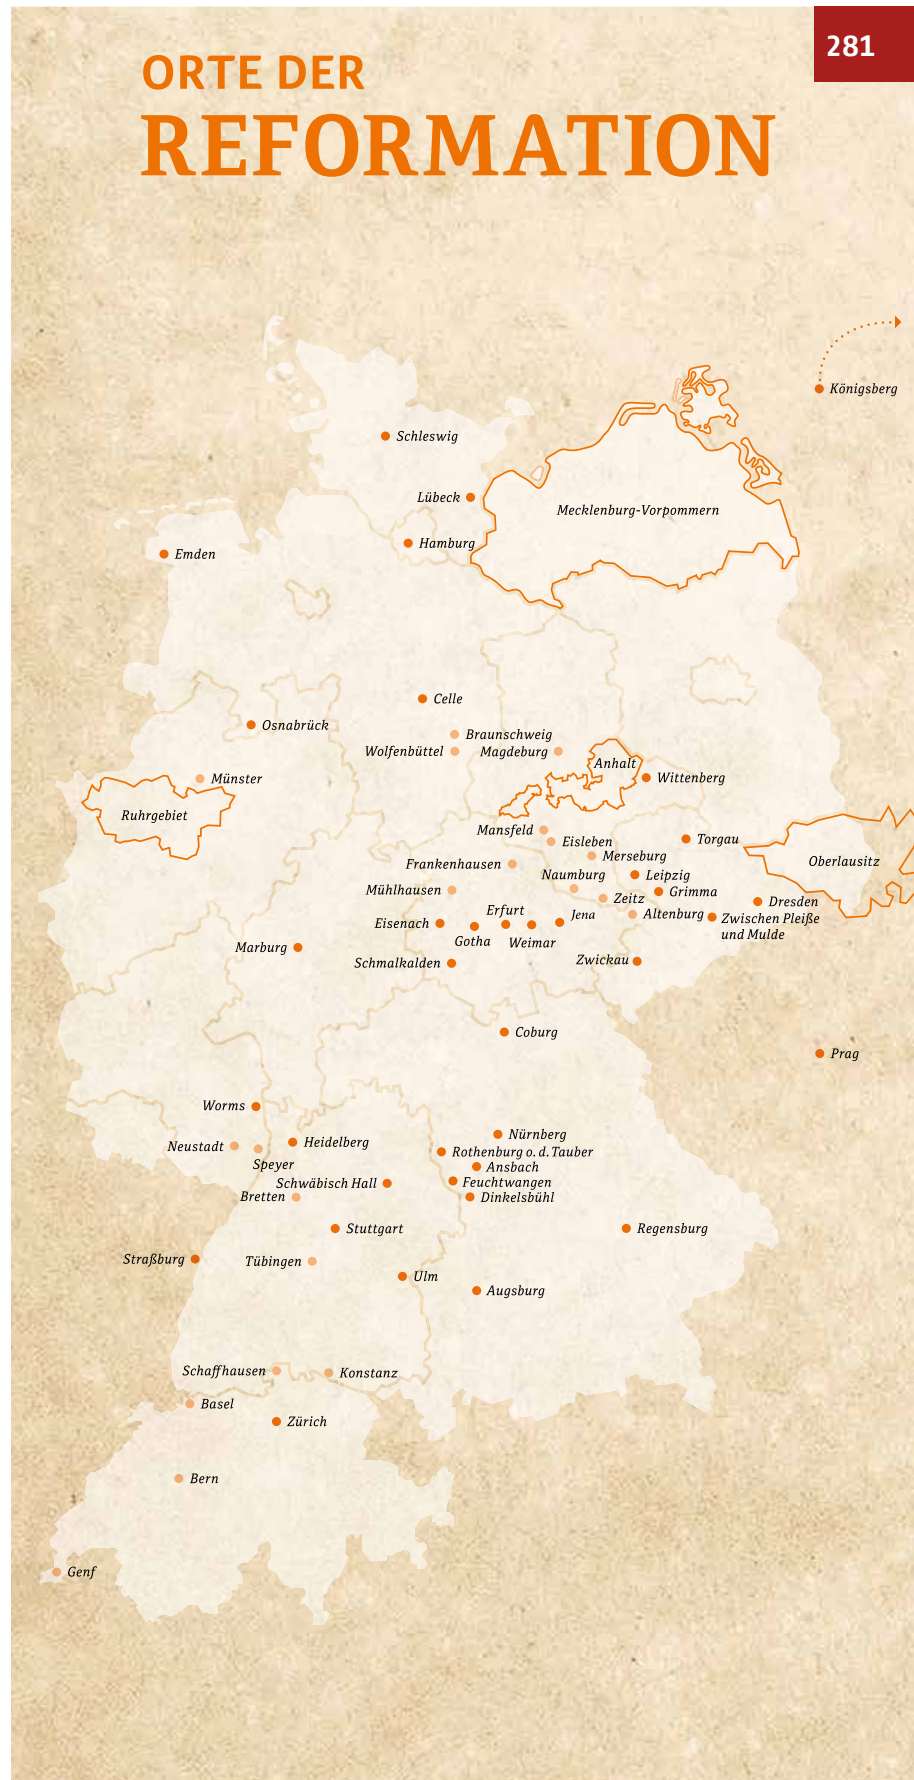 281
ORTE DER
REFORMATION
Königsberg
Schleswig
Lübeck
Mecklenburg-Vorpommern
Hamburg
Emden
Celle
Osnabrück
Braunschweig
Wolfenbüttel
Magdeburg
Anhalt
Münster
Wittenberg
Ruhrgebiet
Mansfeld
Eisleben
Torgau
Merseburg
Oberlausitz
Frankenhausen
Naumburg
Leipzig
Mühlhausen
Grimma
Zeitz
Dresden
Erfurt
Jena
Altenburg
Zwischen Pleiße
und Mulde
Eisenach
Gotha
Weimar
Marburg
Schmalkalden
Zwickau
Coburg
Prag
Worms
Nürnberg
Heidelberg
Neustadt
Rothenburg o. d. Tauber
Speyer
Ansbach
Schwäbisch Hall
Feuchtwangen
Bretten
Dinkelsbühl
Stuttgart
Regensburg
Straßburg
Tübingen
Ulm
Augsburg
Schaffhausen
Konstanz
Basel
Zürich
Bern
Genf